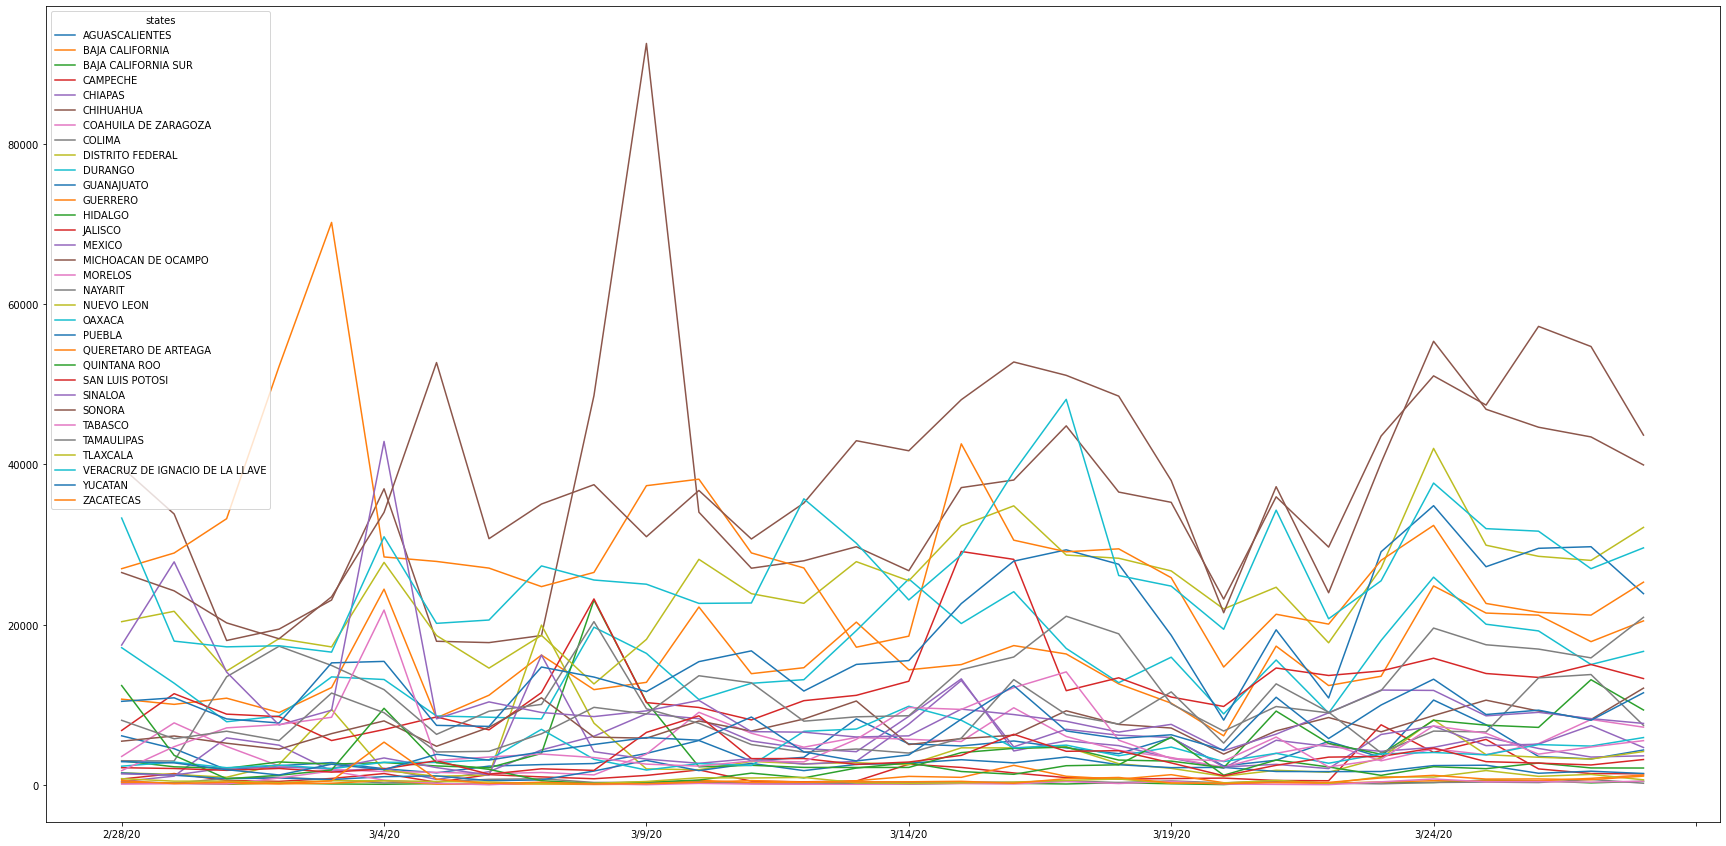 states
AGUASCALIENTES
BAJA CALIFORNIA
BAJA CALIFORNIA SUR
CAMPECHE
CHIAPAS
CHIHUAHUA
COAHUILA DE ZARAGOZA
COLIMA
DISTRITO FEDERAL
DURANGO
GUANAJUATO
GUERRERO
HIDALGO
JALISCO
MEXICO
MICHOACAN DE OCAMPO
MORELOS
NAYARIT
NUEVO LEON
OAXACA
PUEBLA
QUERETARO DE ARTEAGA
QUINTANA ROO
SAN LUIS POTOSI
SINALOA
SONORA
TABASCO
TAMAULIPAS
TLAXCALA
VERACRUZ DE IGNACIO DE LA LLAVE
YUCATAN
ZACATECAS
80000
60000
40000
20000
0
2/28/20 3/4/20 3/9/20 3/14/20 3/19/20 3/24/20